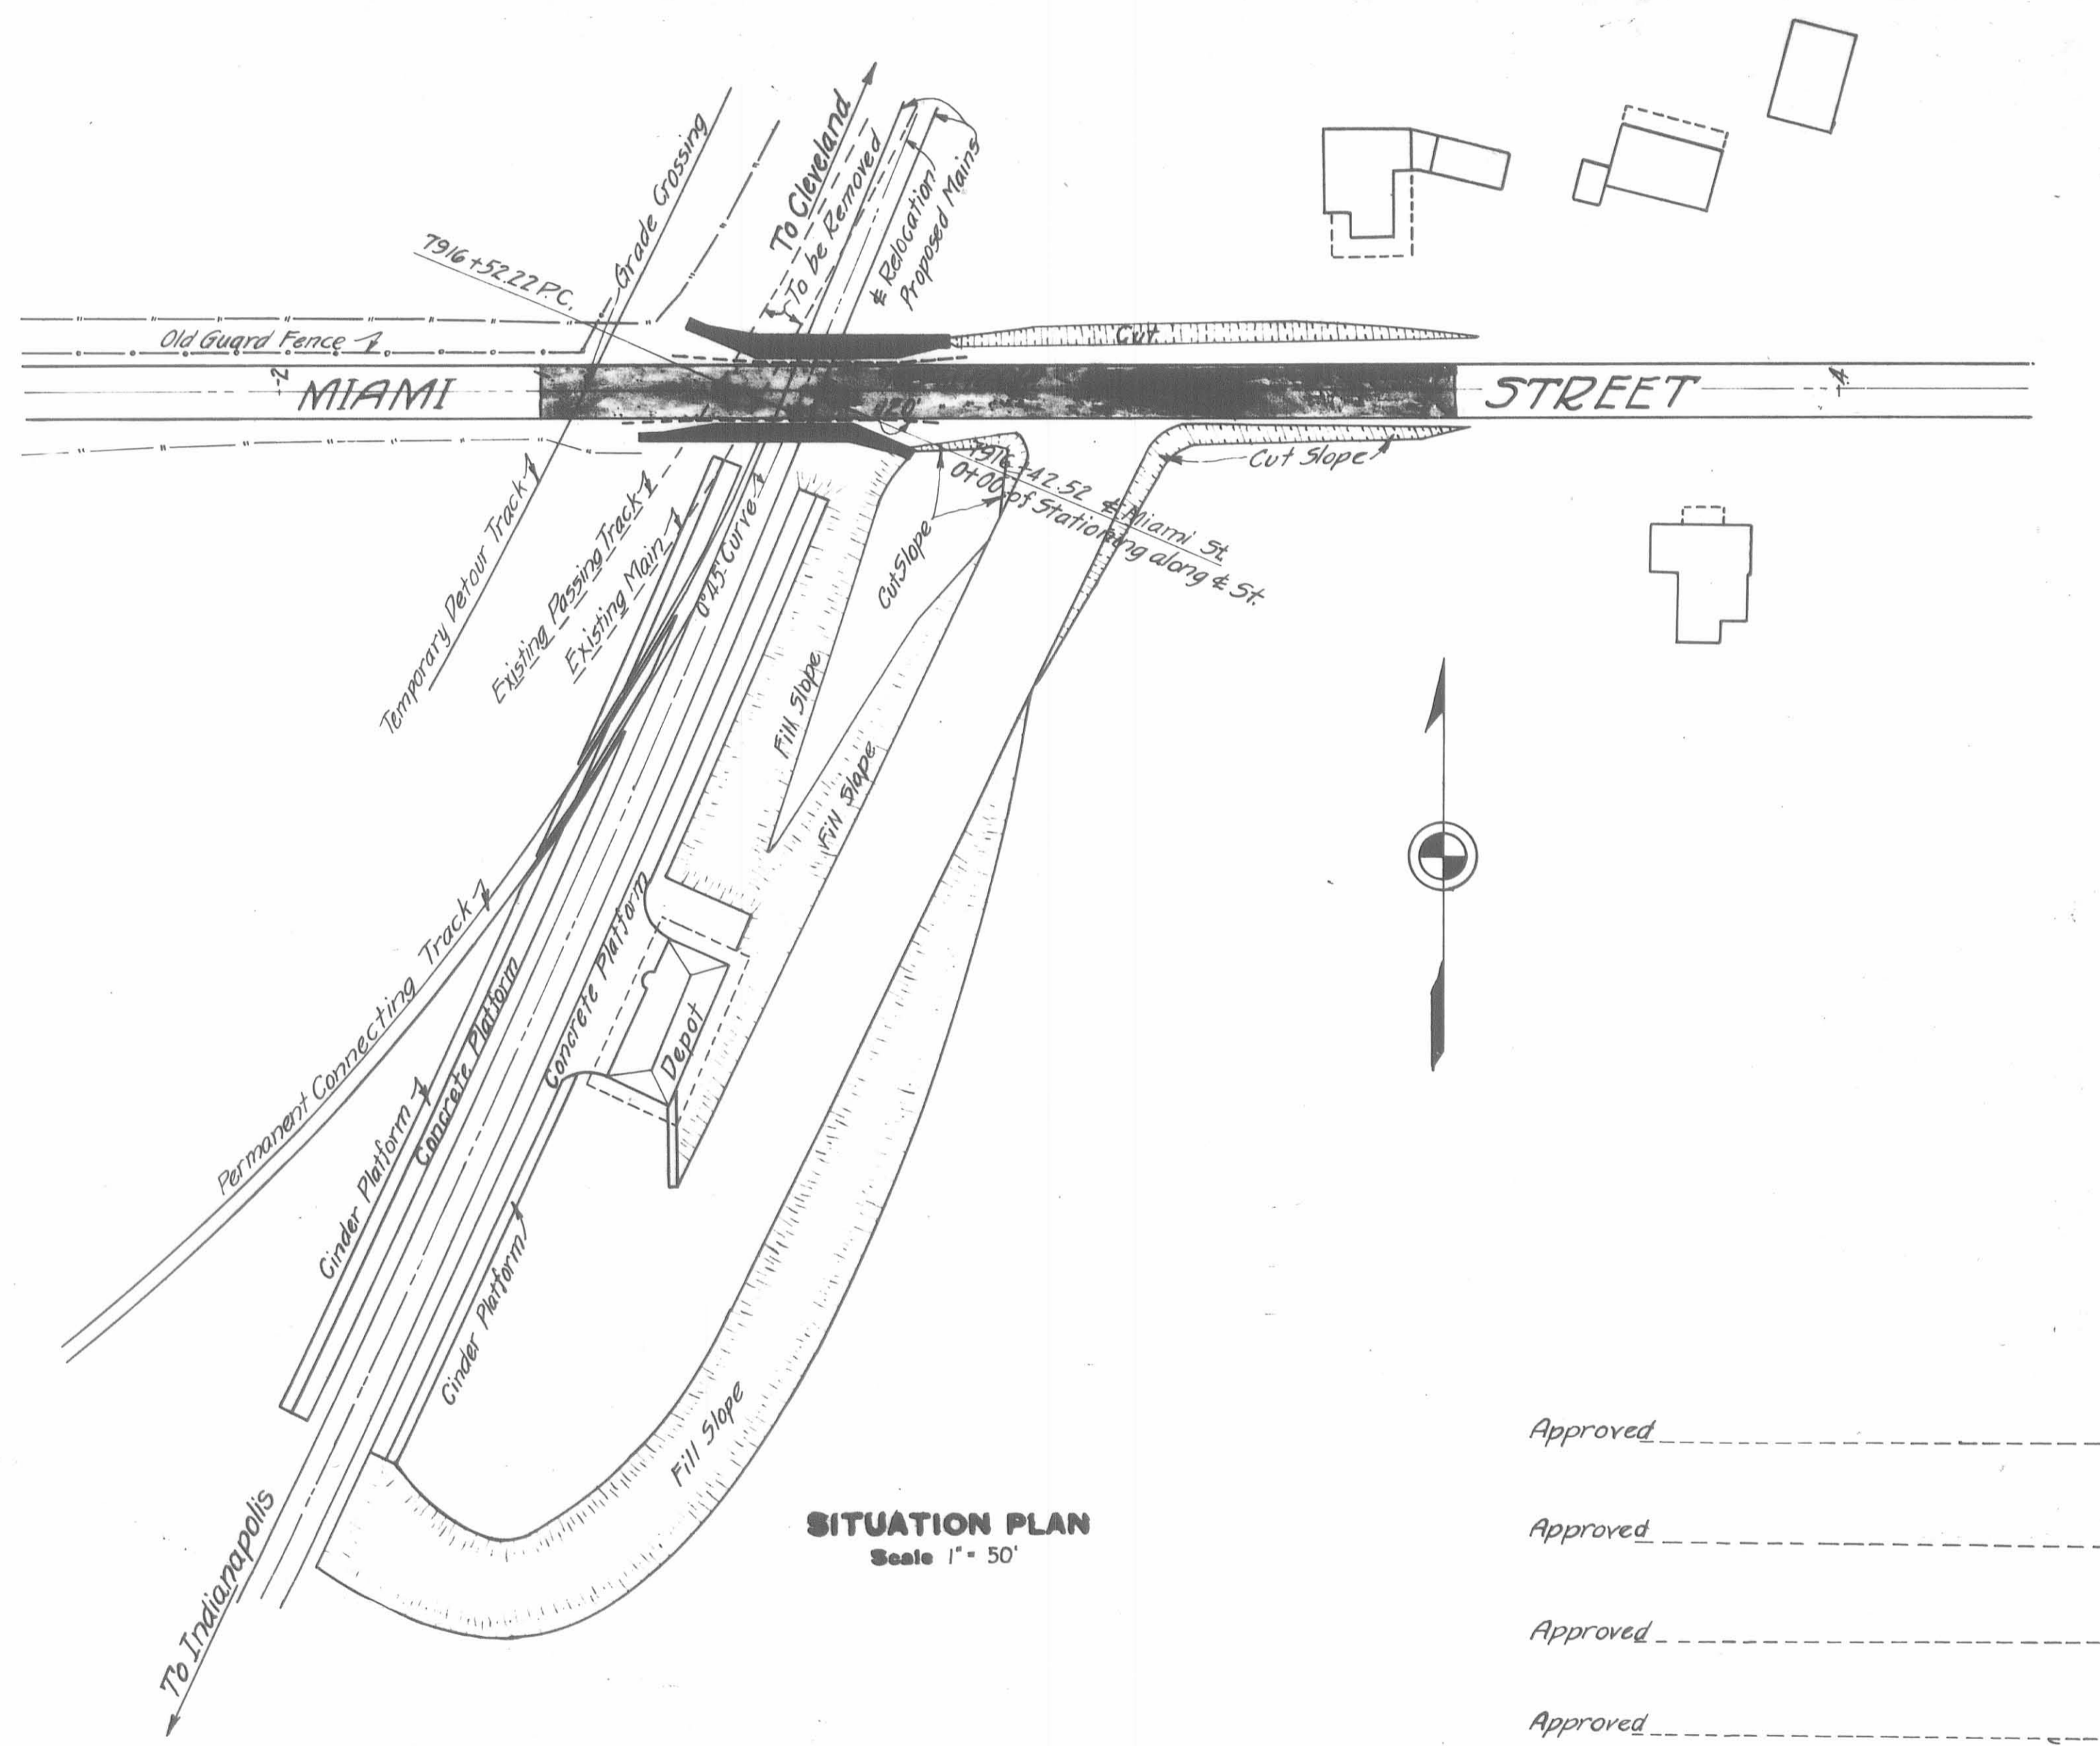 To Cleveland
To be Removed
℄ Relocation
Proposed Mains
Grade Crossing
7916+52.22 P.C.
Old Guard Fence
Cut
-2
MIAMI
STREET
-4
120'
Cut Slope
7916+42.52 ℄ Miami St.
0+00 of Stationing along ℄ St.
Cut Slope
Temporary Detour Track
Existing Passing Track
Existing Main
0°45' Curve
Fill Slope
Fill Slope
Permanent Connecting Track
Concrete Platform
Concrete Platform
Depot
Cinder Platform
Cinder Platform
Fill Slope
To Indianapolis
SITUATION PLAN
Scale 1" = 50'
Approved
Approved
Approved
Approved